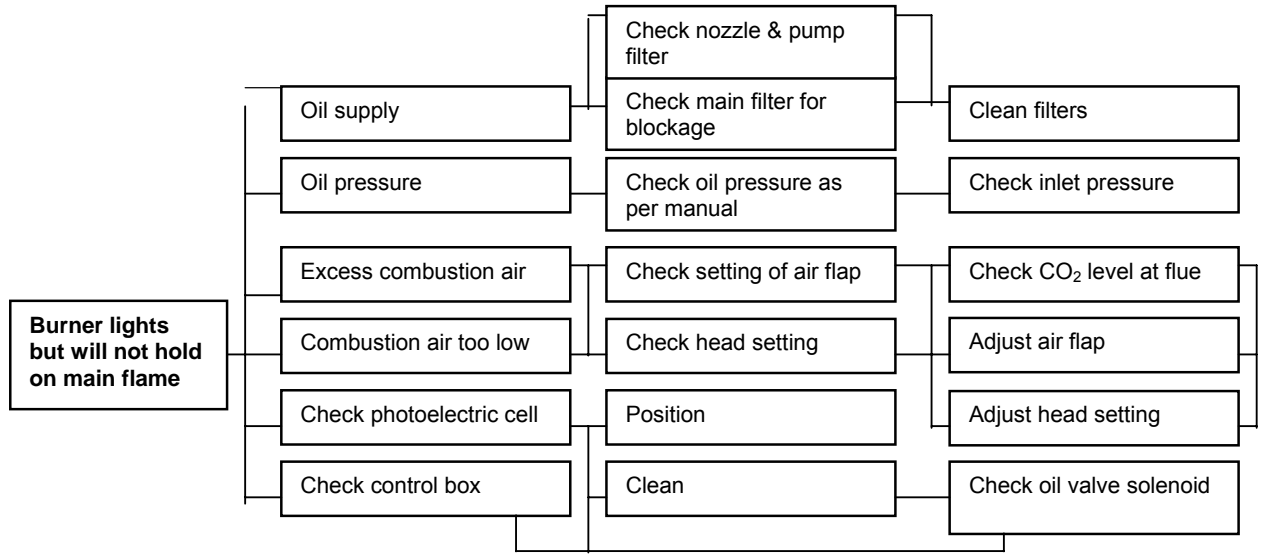 Check nozzle & pump
filter
Oil supply
Check main filter for
blockage
Clean filters
Oil pressure
Check oil pressure as
per manual
Check inlet pressure
Excess combustion air
Check setting of air flap
Check CO₂ level at flue
Burner lights
but will not hold
on main flame
Combustion air too low
Check head setting
Adjust air flap
Check photoelectric cell
Position
Adjust head setting
Check control box
Clean
Check oil valve solenoid